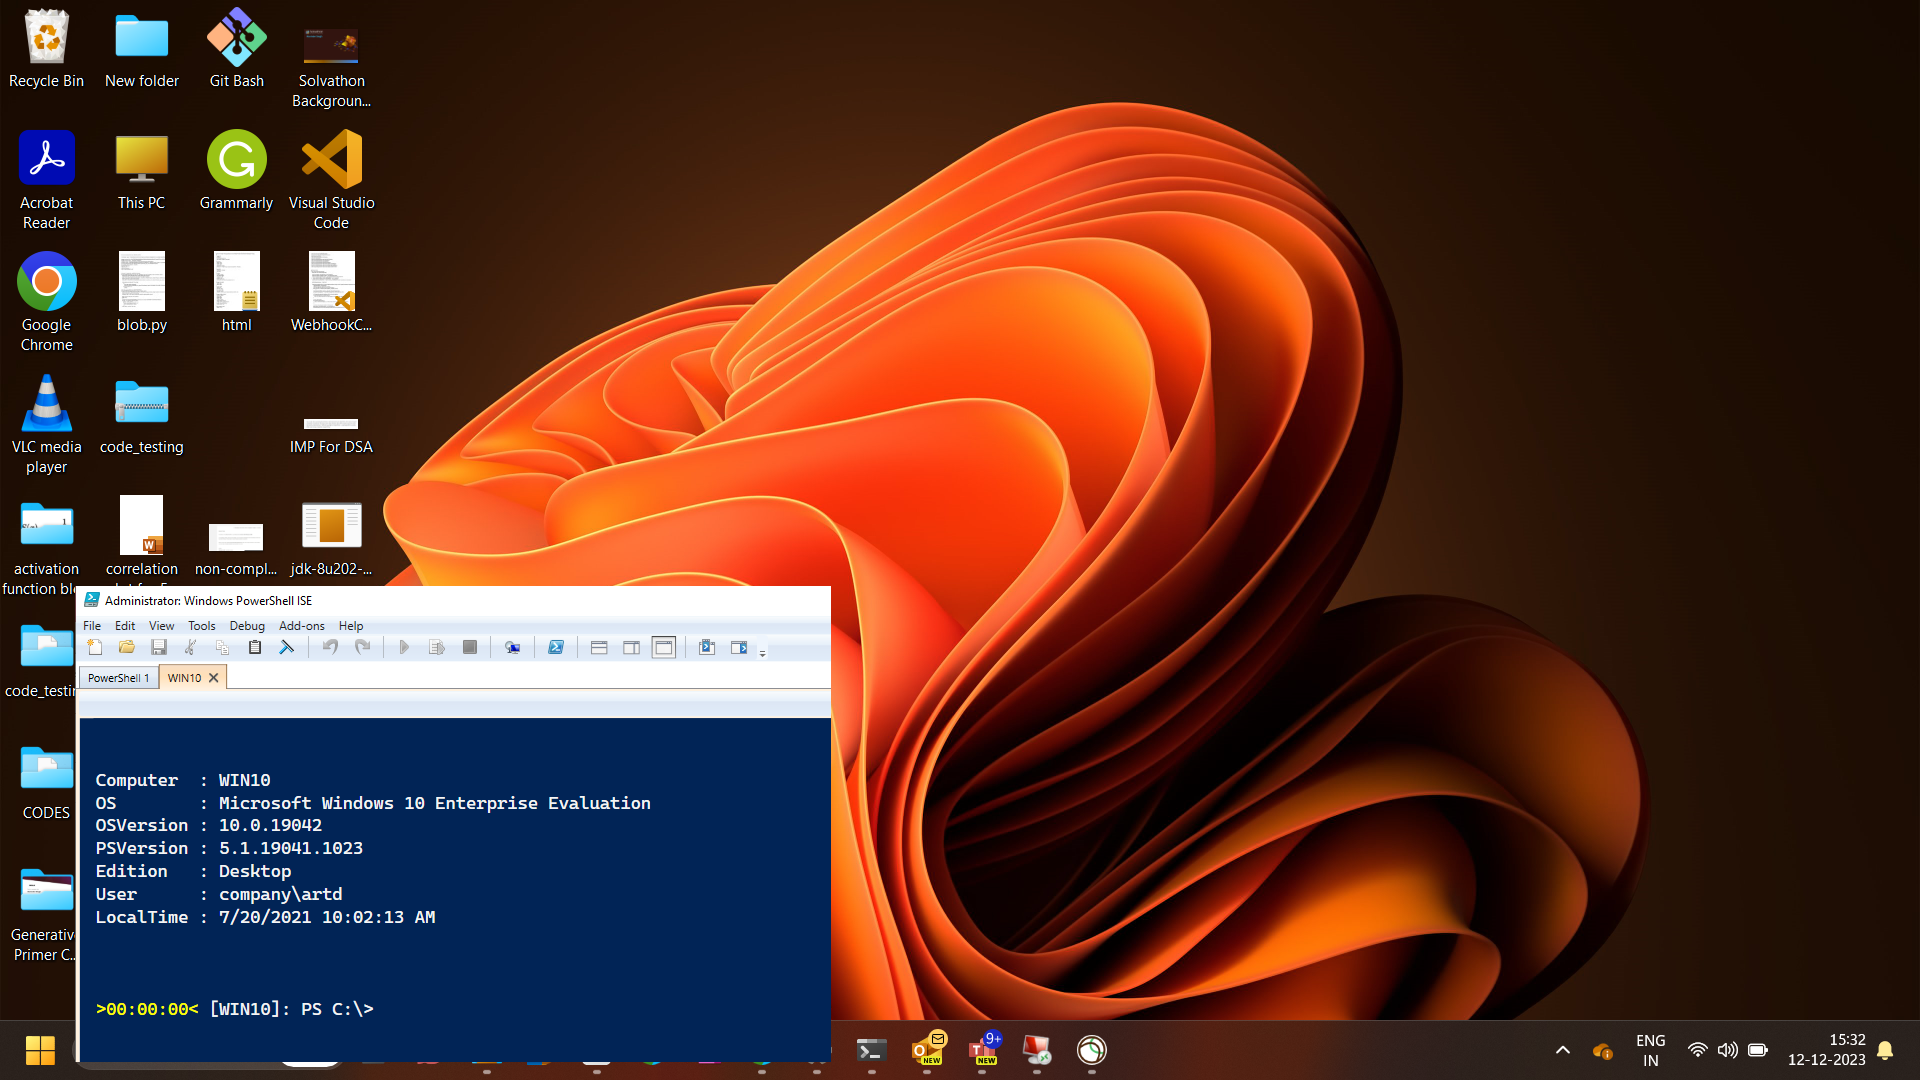 Recycle Bin
New folder
Git Bash
Solvathon
Backgroun...
Acrobat
Reader
This PC
Grammarly
Visual Studio
Code
Google
Chrome
blob.py
html
WebhookC...
VLC media
player
code_testing
IMP For DSA
activation
function bl
correlation
non-compl...
jdk-8u202-...
code_testin
CODES
Generativ
Primer C...
Administrator: Windows PowerShell ISE
File Edit View Tools Debug Add-ons Help
PowerShell 1 WIN10
Computer : WIN10
OS : Microsoft Windows 10 Enterprise Evaluation
OSVersion : 10.0.19042
PSVersion : 5.1.19041.1023
Edition : Desktop
User : company\artd
LocalTime : 7/20/2021 10:02:13 AM
>00:00:00< [WIN10]: PS C:\>
NEW
9+
NEW
ENG
IN
15:32
12-12-2023